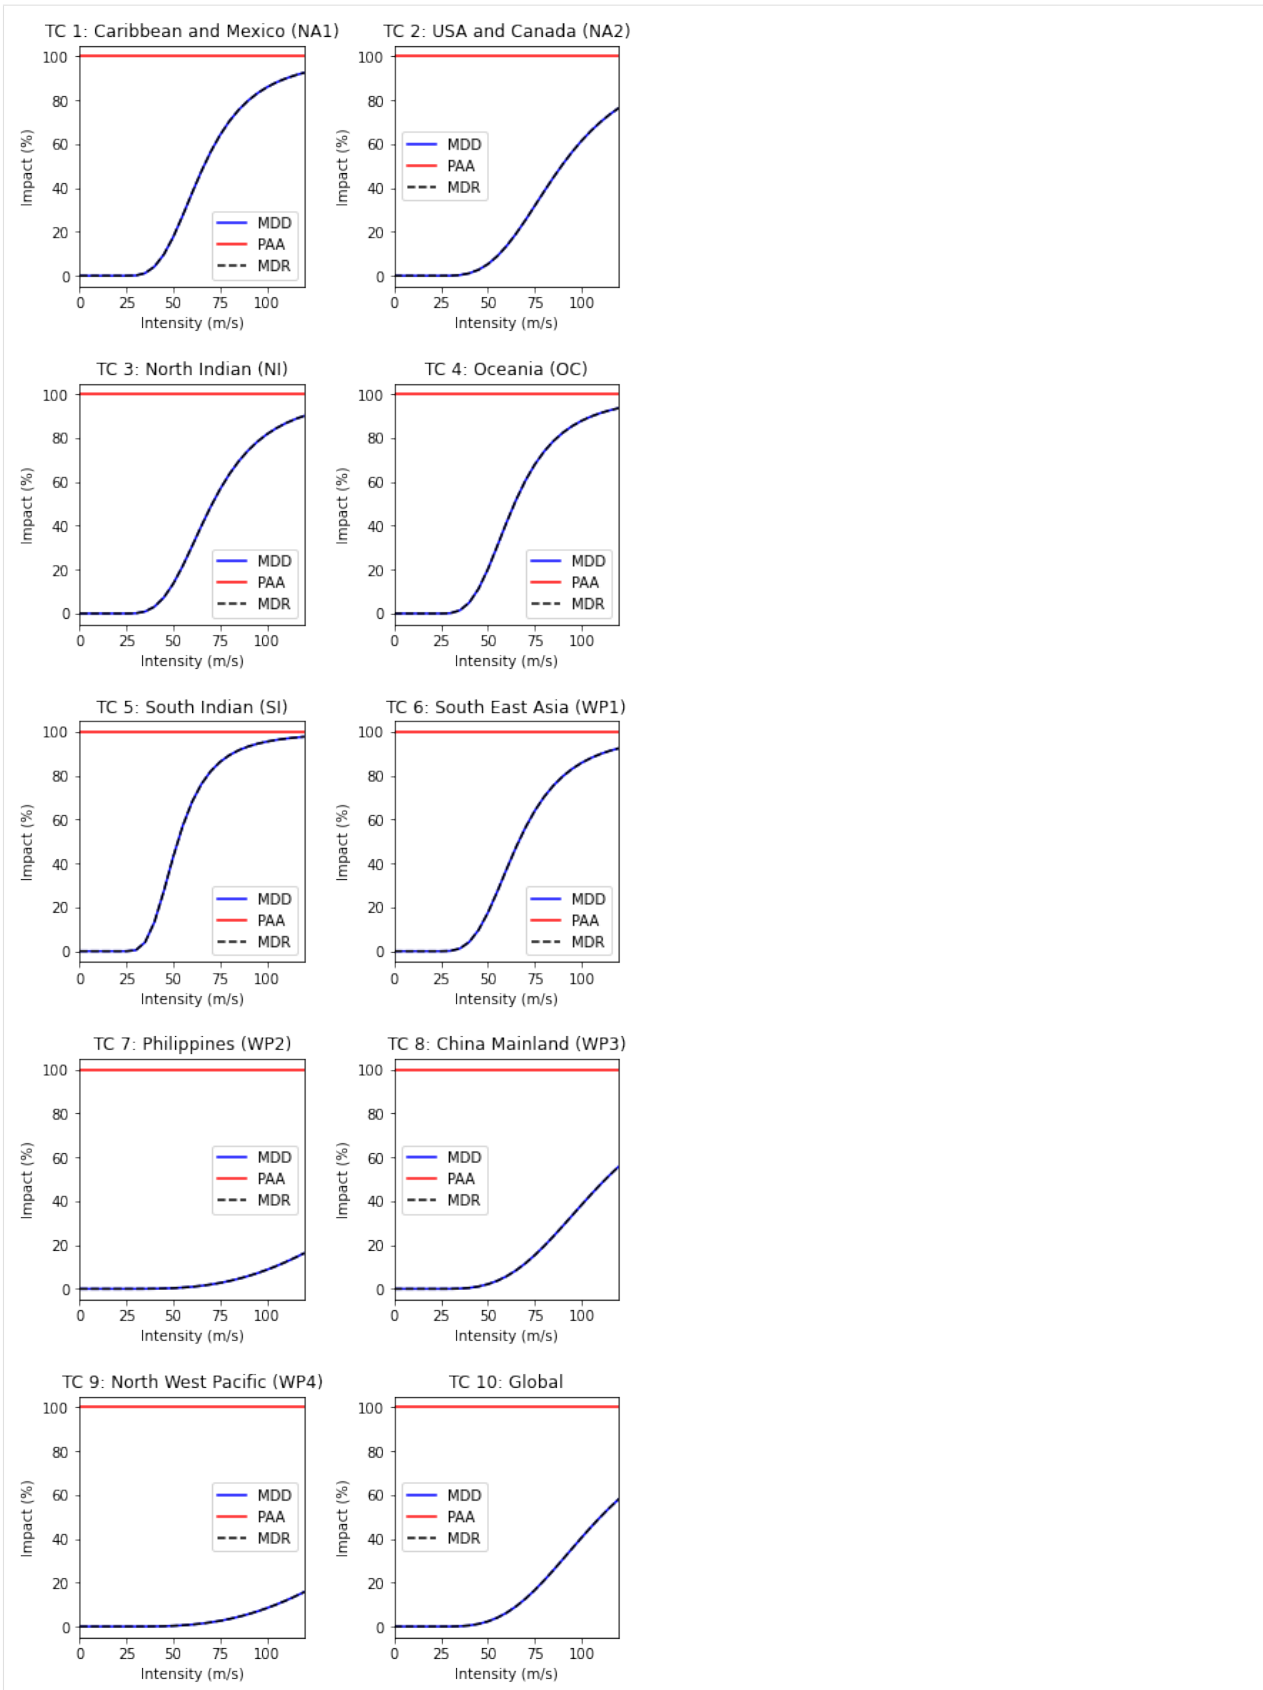 TC 1: Caribbean and Mexico (NA1)
100
80
60
40
20
0
Impact (%)
MDD
PAA
MDR
0 25 50 75 100
Intensity (m/s)
TC 2: USA and Canada (NA2)
100
80
60
40
20
0
Impact (%)
MDD
PAA
MDR
0 25 50 75 100
Intensity (m/s)
TC 3: North Indian (NI)
100
80
60
40
20
0
Impact (%)
MDD
PAA
MDR
0 25 50 75 100
Intensity (m/s)
TC 4: Oceania (OC)
100
80
60
40
20
0
Impact (%)
MDD
PAA
MDR
0 25 50 75 100
Intensity (m/s)
TC 5: South Indian (SI)
100
80
60
40
20
0
Impact (%)
MDD
PAA
MDR
0 25 50 75 100
Intensity (m/s)
TC 6: South East Asia (WP1)
100
80
60
40
20
0
Impact (%)
MDD
PAA
MDR
0 25 50 75 100
Intensity (m/s)
TC 7: Philippines (WP2)
100
80
60
40
20
0
Impact (%)
MDD
PAA
MDR
0 25 50 75 100
Intensity (m/s)
TC 8: China Mainland (WP3)
100
80
60
40
20
0
Impact (%)
MDD
PAA
MDR
0 25 50 75 100
Intensity (m/s)
TC 9: North West Pacific (WP4)
100
80
60
40
20
0
Impact (%)
MDD
PAA
MDR
0 25 50 75 100
Intensity (m/s)
TC 10: Global
100
80
60
40
20
0
Impact (%)
MDD
PAA
MDR
0 25 50 75 100
Intensity (m/s)